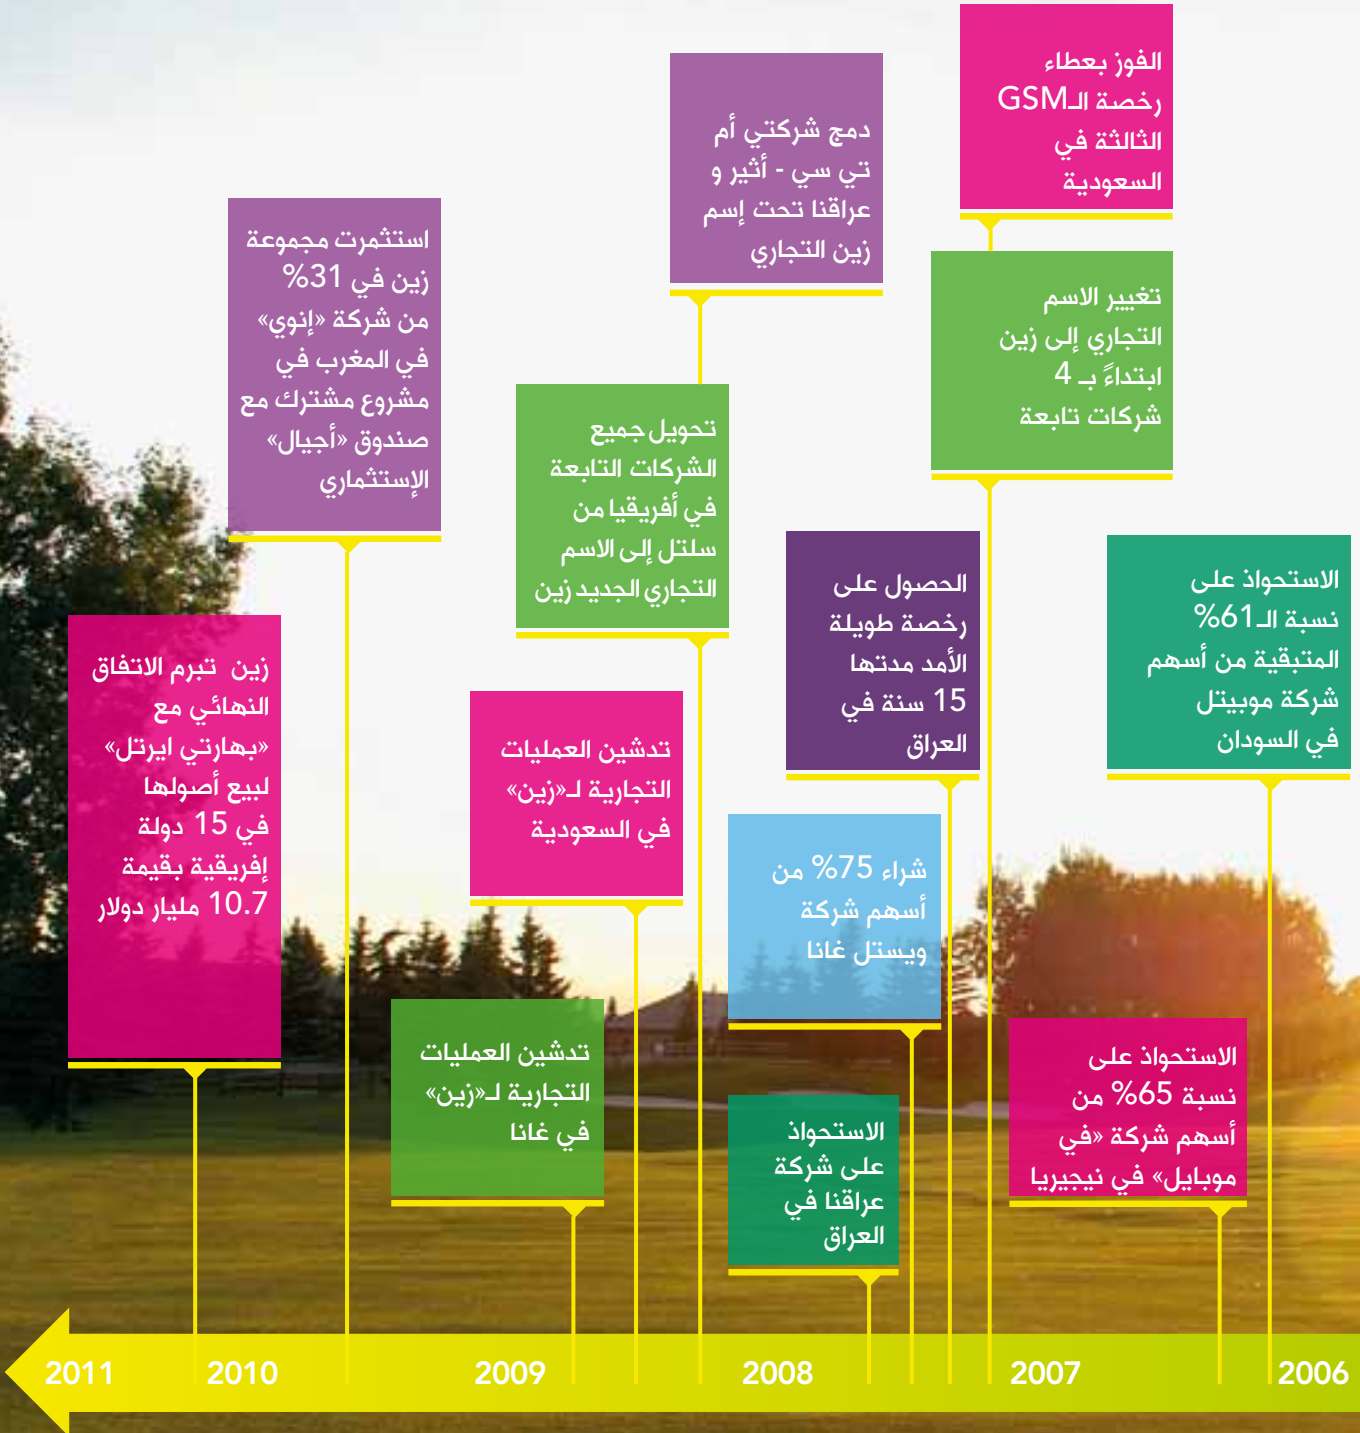 الفوز بعطاء
رخصة الـGSM
الثالثة في
السعودية
تغيير الاسم
التجاري إلى زين
ابتداءً بـ 4
شركات تابعة
الاستحواذ على
نسبة الـ61%
المتبقية من أسهم
شركة موبيتل
في السودان
الاستحواذ على
نسبة 65% من
أسهم شركة «في
موبايل» في نيجيريا
الحصول على
رخصة طويلة
الأمد مدتها
15 سنة في
العراق
شراء 75% من
أسهم شركة
ويستل غانا
الاستحواذ
على شركة
عراقنا في
العراق
دمج شركتي أم
تي سي - أثير و
عراقنا تحت إسم
زين التجاري
تحويل جميع
الشركات التابعة
في أفريقيا من
سلتل إلى الاسم
التجاري الجديد زين
تدشين العمليات
التجارية لـ«زين»
في السعودية
تدشين العمليات
التجارية لـ«زين»
في غانا
استثمرت مجموعة
زين في 31%
من شركة «إنوي»
في المغرب في
مشروع مشترك مع
صندوق «أجيال»
الإستثماري
زين تبرم الاتفاق
النهائي مع
«بهارتي ايرتل»
لبيع أصولها
في 15 دولة
إفريقية بقيمة
10.7 مليار دولار
2006 2007 2008 2009 2010 2011